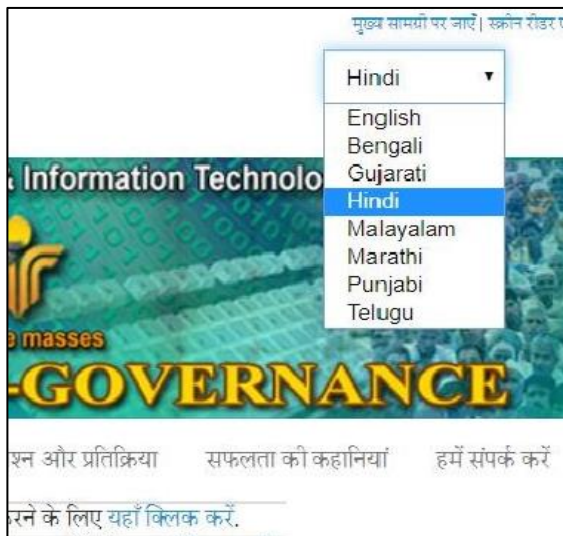 मुख्य सामग्री पर जाएँ | स्क्रीन रीडर
Hindi
English
Bengali
Gujarati
Hindi
Malayalam
Marathi
Punjabi
Telugu
& Information Technolo
e masses
-GOVERNANCE
श्न और प्रतिक्रिया सफलता की कहानियां हमें संपर्क करें
रने के लिए यहाँ क्लिक करें.